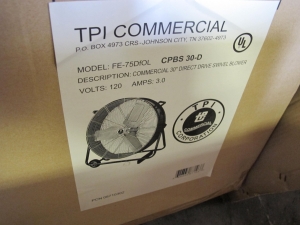 TPI COMMERCIAL
P.O. BOX 4973 CRS-JOHNSON CITY, TN 37602-4973
UL
MODEL: FE-75DIOL CPBS 30-D
DESCRIPTION: COMMERCIAL 30" DIRECT DRIVE SWIVEL BLOWER
VOLTS: 120 AMPS: 3.0
TPI
CORPORATION